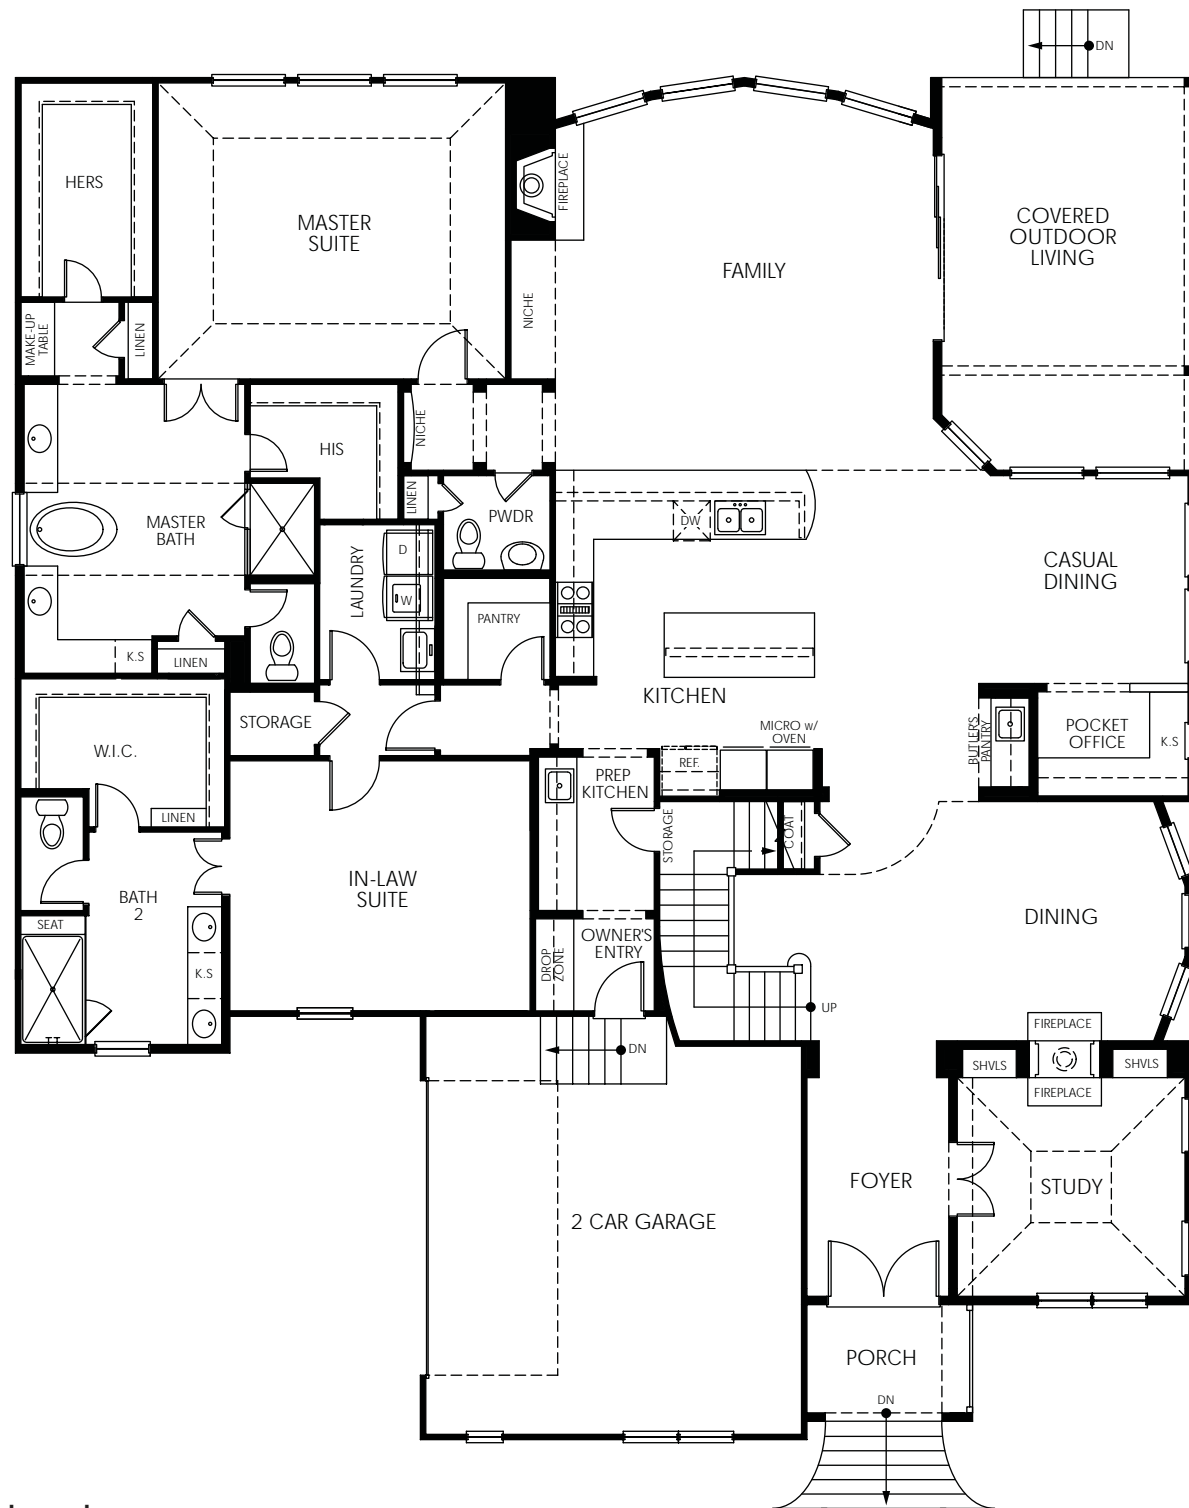 DN
HERS
MASTER
SUITE
FIREPLACE
COVERED
OUTDOOR
LIVING
FAMILY
NICHE
MAKE-UP
TABLE
LINEN
NICHE
HIS
LINEN
PWDR
DW
MASTER
BATH
LAUNDRY
D
W
CASUAL
DINING
PANTRY
K.S
LINEN
KITCHEN
STORAGE
W.I.C.
MICRO w/
OVEN
REF.
BUTLER'S
PANTRY
POCKET
OFFICE
K.S
PREP
KITCHEN
LINEN
STORAGE
COAT
IN-LAW
SUITE
BATH
2
SEAT
DINING
OWNER'S
ENTRY
DROP
ZONE
K.S
UP
FIREPLACE
DN
SHVLS
SHVLS
FIREPLACE
FOYER
STUDY
2 CAR GARAGE
PORCH
DN